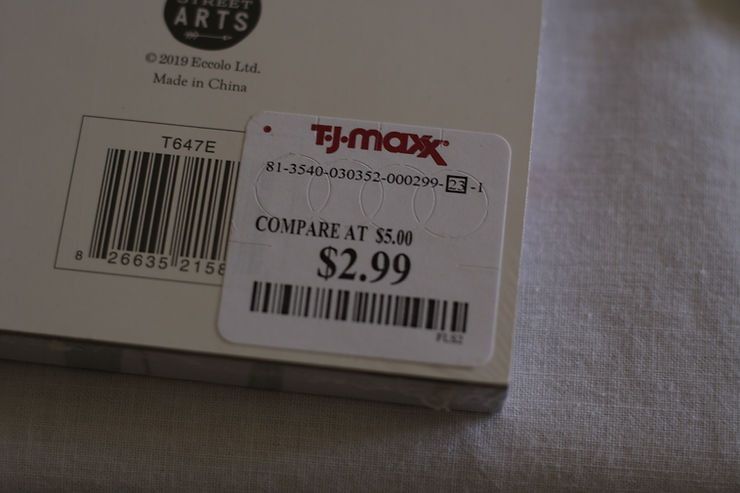 STREET
ARTS
© 2019 Eccolo Ltd.
Made in China
T647E
8 26635 2158
T·J·maxx®
81-3540-030352-000299-23-1
COMPARE AT $5.00
$2.99